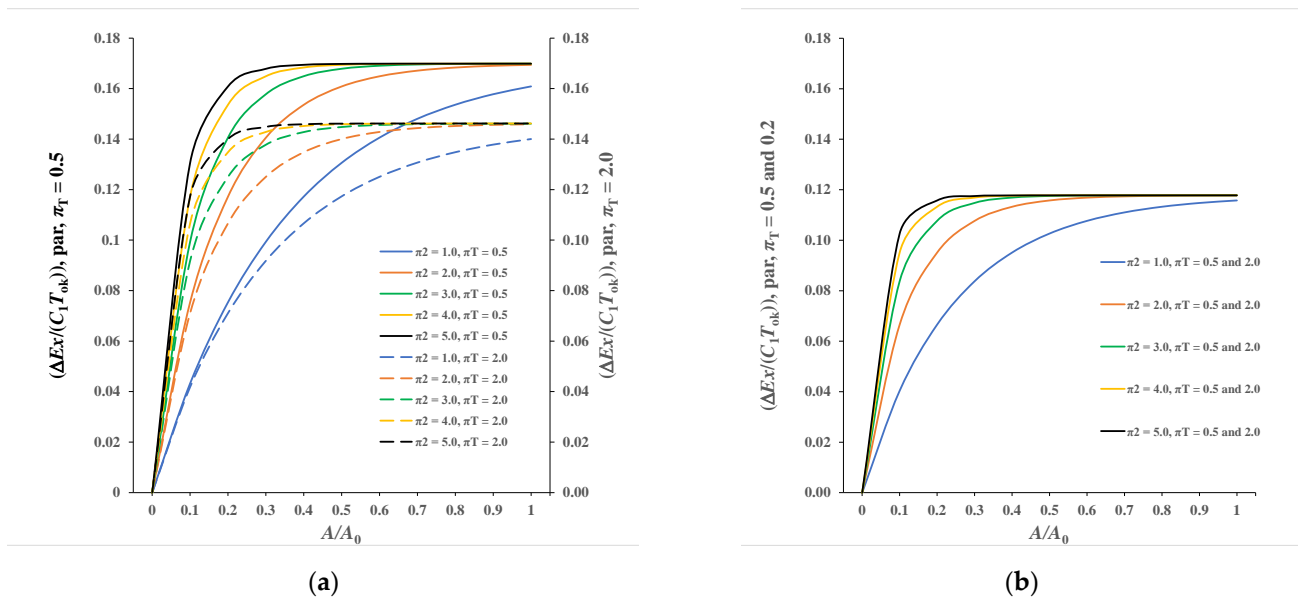 0.18
0.16
0.14
0.12
0.1
0.08
0.06
0.04
0.02
0
(ΔEx/(C₁Tₒₖ)), par, π_T = 0.5
0.18
0.16
0.14
0.12
0.10
0.08
0.06
0.04
0.02
0.00
(ΔEx/(C₁Tₒₖ)), par, π_T = 2.0
π2 = 1.0, πT = 0.5
π2 = 2.0, πT = 0.5
π2 = 3.0, πT = 0.5
π2 = 4.0, πT = 0.5
π2 = 5.0, πT = 0.5
π2 = 1.0, πT = 2.0
π2 = 2.0, πT = 2.0
π2 = 3.0, πT = 2.0
π2 = 4.0, πT = 2.0
π2 = 5.0, πT = 2.0
0 0.1 0.2 0.3 0.4 0.5 0.6 0.7 0.8 0.9 1
A/A₀
(a)
0.18
0.16
0.14
0.12
0.10
0.08
0.06
0.04
0.02
0.00
(ΔEx/(C₁Tₒₖ)), par, π_T = 0.5 and 0.2
π2 = 1.0, πT = 0.5 and 2.0
π2 = 2.0, πT = 0.5 and 2.0
π2 = 3.0, πT = 0.5 and 2.0
π2 = 4.0, πT = 0.5 and 2.0
π2 = 5.0, πT = 0.5 and 2.0
0 0.1 0.2 0.3 0.4 0.5 0.6 0.7 0.8 0.9 1
A/A₀
(b)